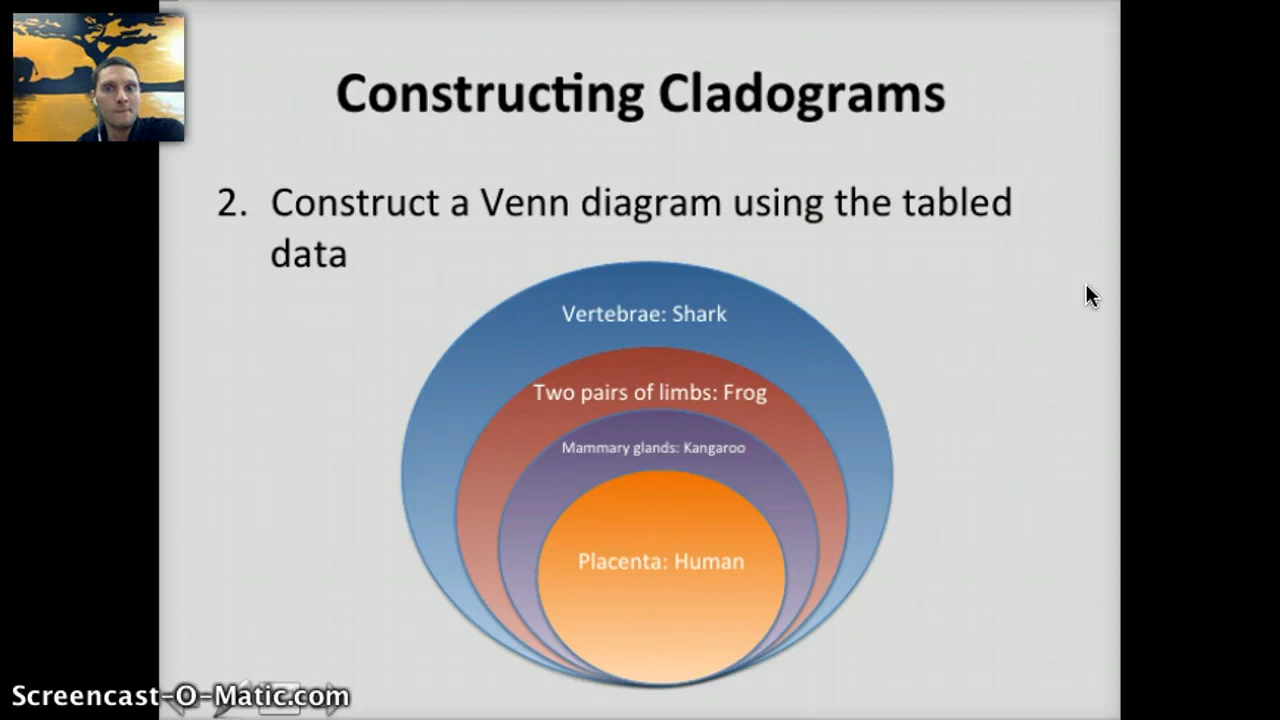 Constructing Cladograms
2. Construct a Venn diagram using the tabled
data
Vertebrae: Shark
Two pairs of limbs: Frog
Mammary glands: Kangaroo
Placenta: Human
Screencast-O-Matic.com